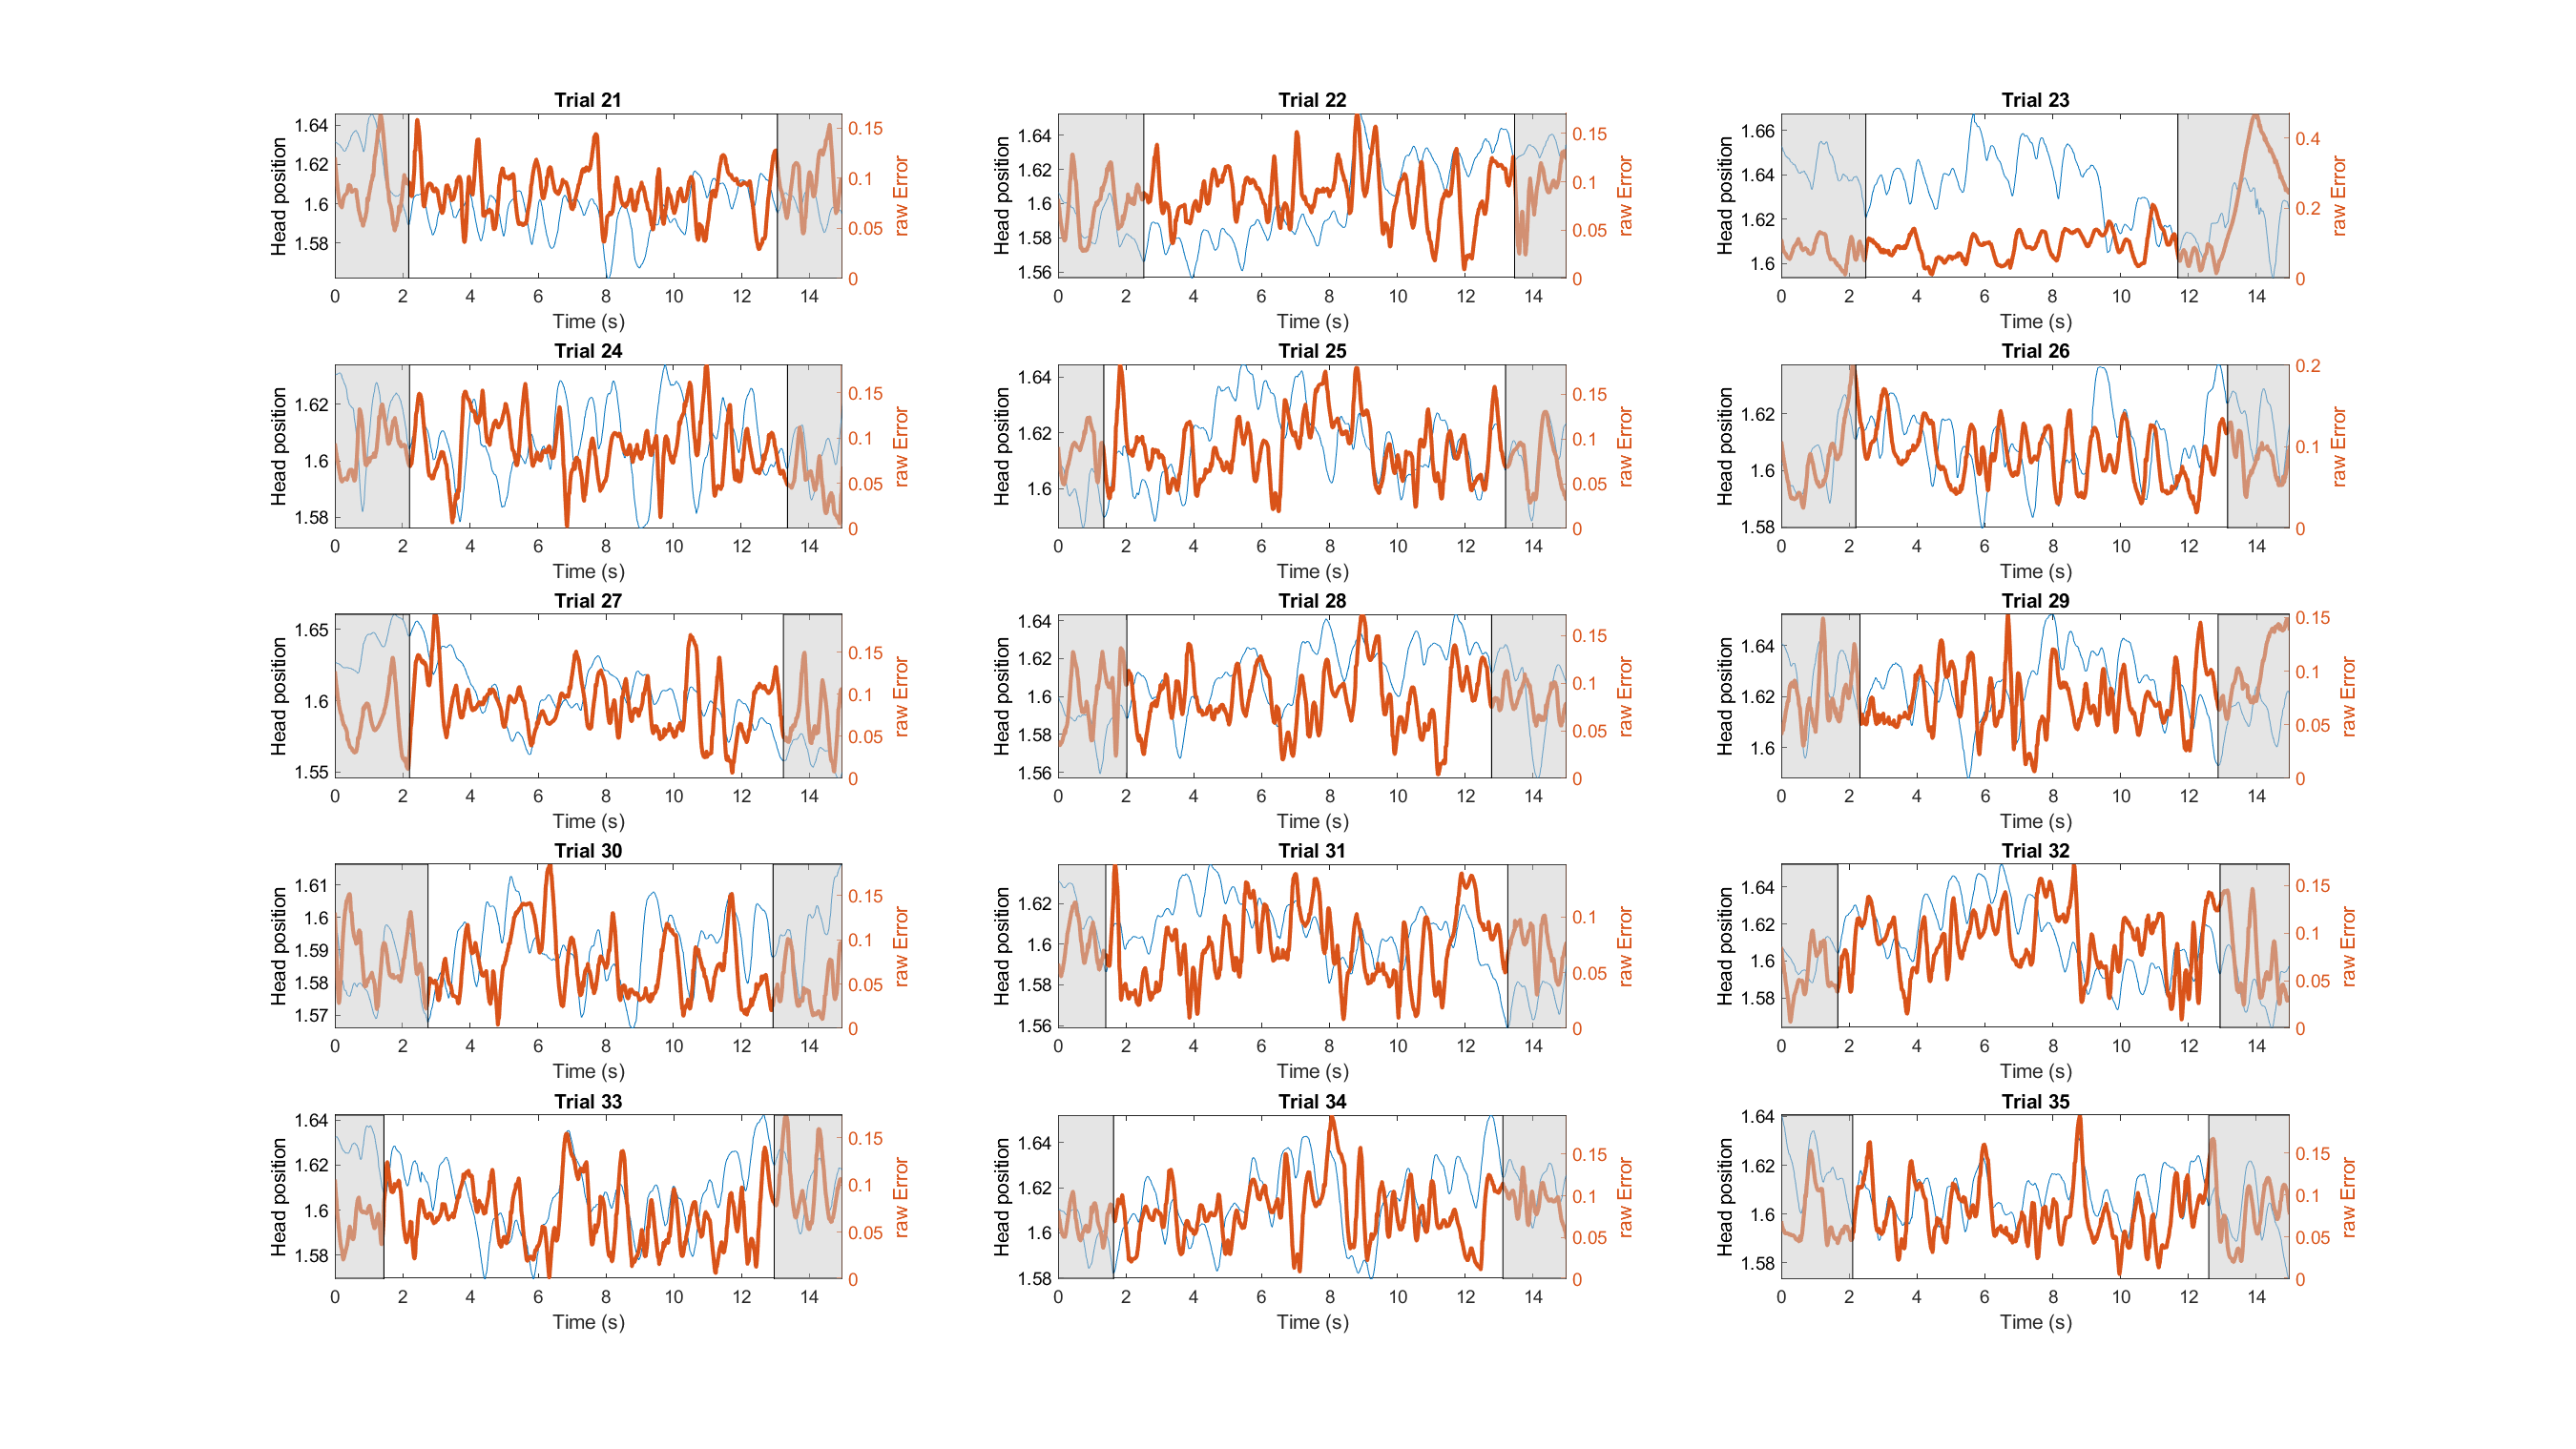 Trial 21
Trial 22
Trial 23
1.64
1.62
1.6
1.58
Head position
0.15
0.1
0.05
0
raw Error
0 2 4 6 8 10 12 14
Time (s)
1.64
1.62
1.6
1.58
1.56
Head position
0.15
0.1
0.05
0
raw Error
0 2 4 6 8 10 12 14
Time (s)
1.66
1.64
1.62
1.6
Head position
0.4
0.2
0
raw Error
0 2 4 6 8 10 12 14
Time (s)
Trial 24
Trial 25
Trial 26
1.62
1.6
1.58
Head position
0.15
0.1
0.05
0
raw Error
0 2 4 6 8 10 12 14
Time (s)
1.64
1.62
1.6
Head position
0.15
0.1
0.05
0
raw Error
0 2 4 6 8 10 12 14
Time (s)
1.62
1.6
1.58
Head position
0.2
0.1
0
raw Error
0 2 4 6 8 10 12 14
Time (s)
Trial 27
Trial 28
Trial 29
1.65
1.6
1.55
Head position
0.15
0.1
0.05
0
raw Error
0 2 4 6 8 10 12 14
Time (s)
1.64
1.62
1.6
1.58
1.56
Head position
0.15
0.1
0.05
0
raw Error
0 2 4 6 8 10 12 14
Time (s)
1.64
1.62
1.6
Head position
0.15
0.1
0.05
0
raw Error
0 2 4 6 8 10 12 14
Time (s)
Trial 30
Trial 31
Trial 32
1.61
1.6
1.59
1.58
1.57
Head position
0.15
0.1
0.05
0
raw Error
0 2 4 6 8 10 12 14
Time (s)
1.62
1.6
1.58
1.56
Head position
0.1
0.05
0
raw Error
0 2 4 6 8 10 12 14
Time (s)
1.64
1.62
1.6
1.58
Head position
0.15
0.1
0.05
0
raw Error
0 2 4 6 8 10 12 14
Time (s)
Trial 33
Trial 34
Trial 35
1.64
1.62
1.6
1.58
Head position
0.15
0.1
0.05
0
raw Error
0 2 4 6 8 10 12 14
Time (s)
1.64
1.62
1.6
1.58
Head position
0.15
0.1
0.05
0
raw Error
0 2 4 6 8 10 12 14
Time (s)
1.64
1.62
1.6
1.58
Head position
0.15
0.1
0.05
0
raw Error
0 2 4 6 8 10 12 14
Time (s)